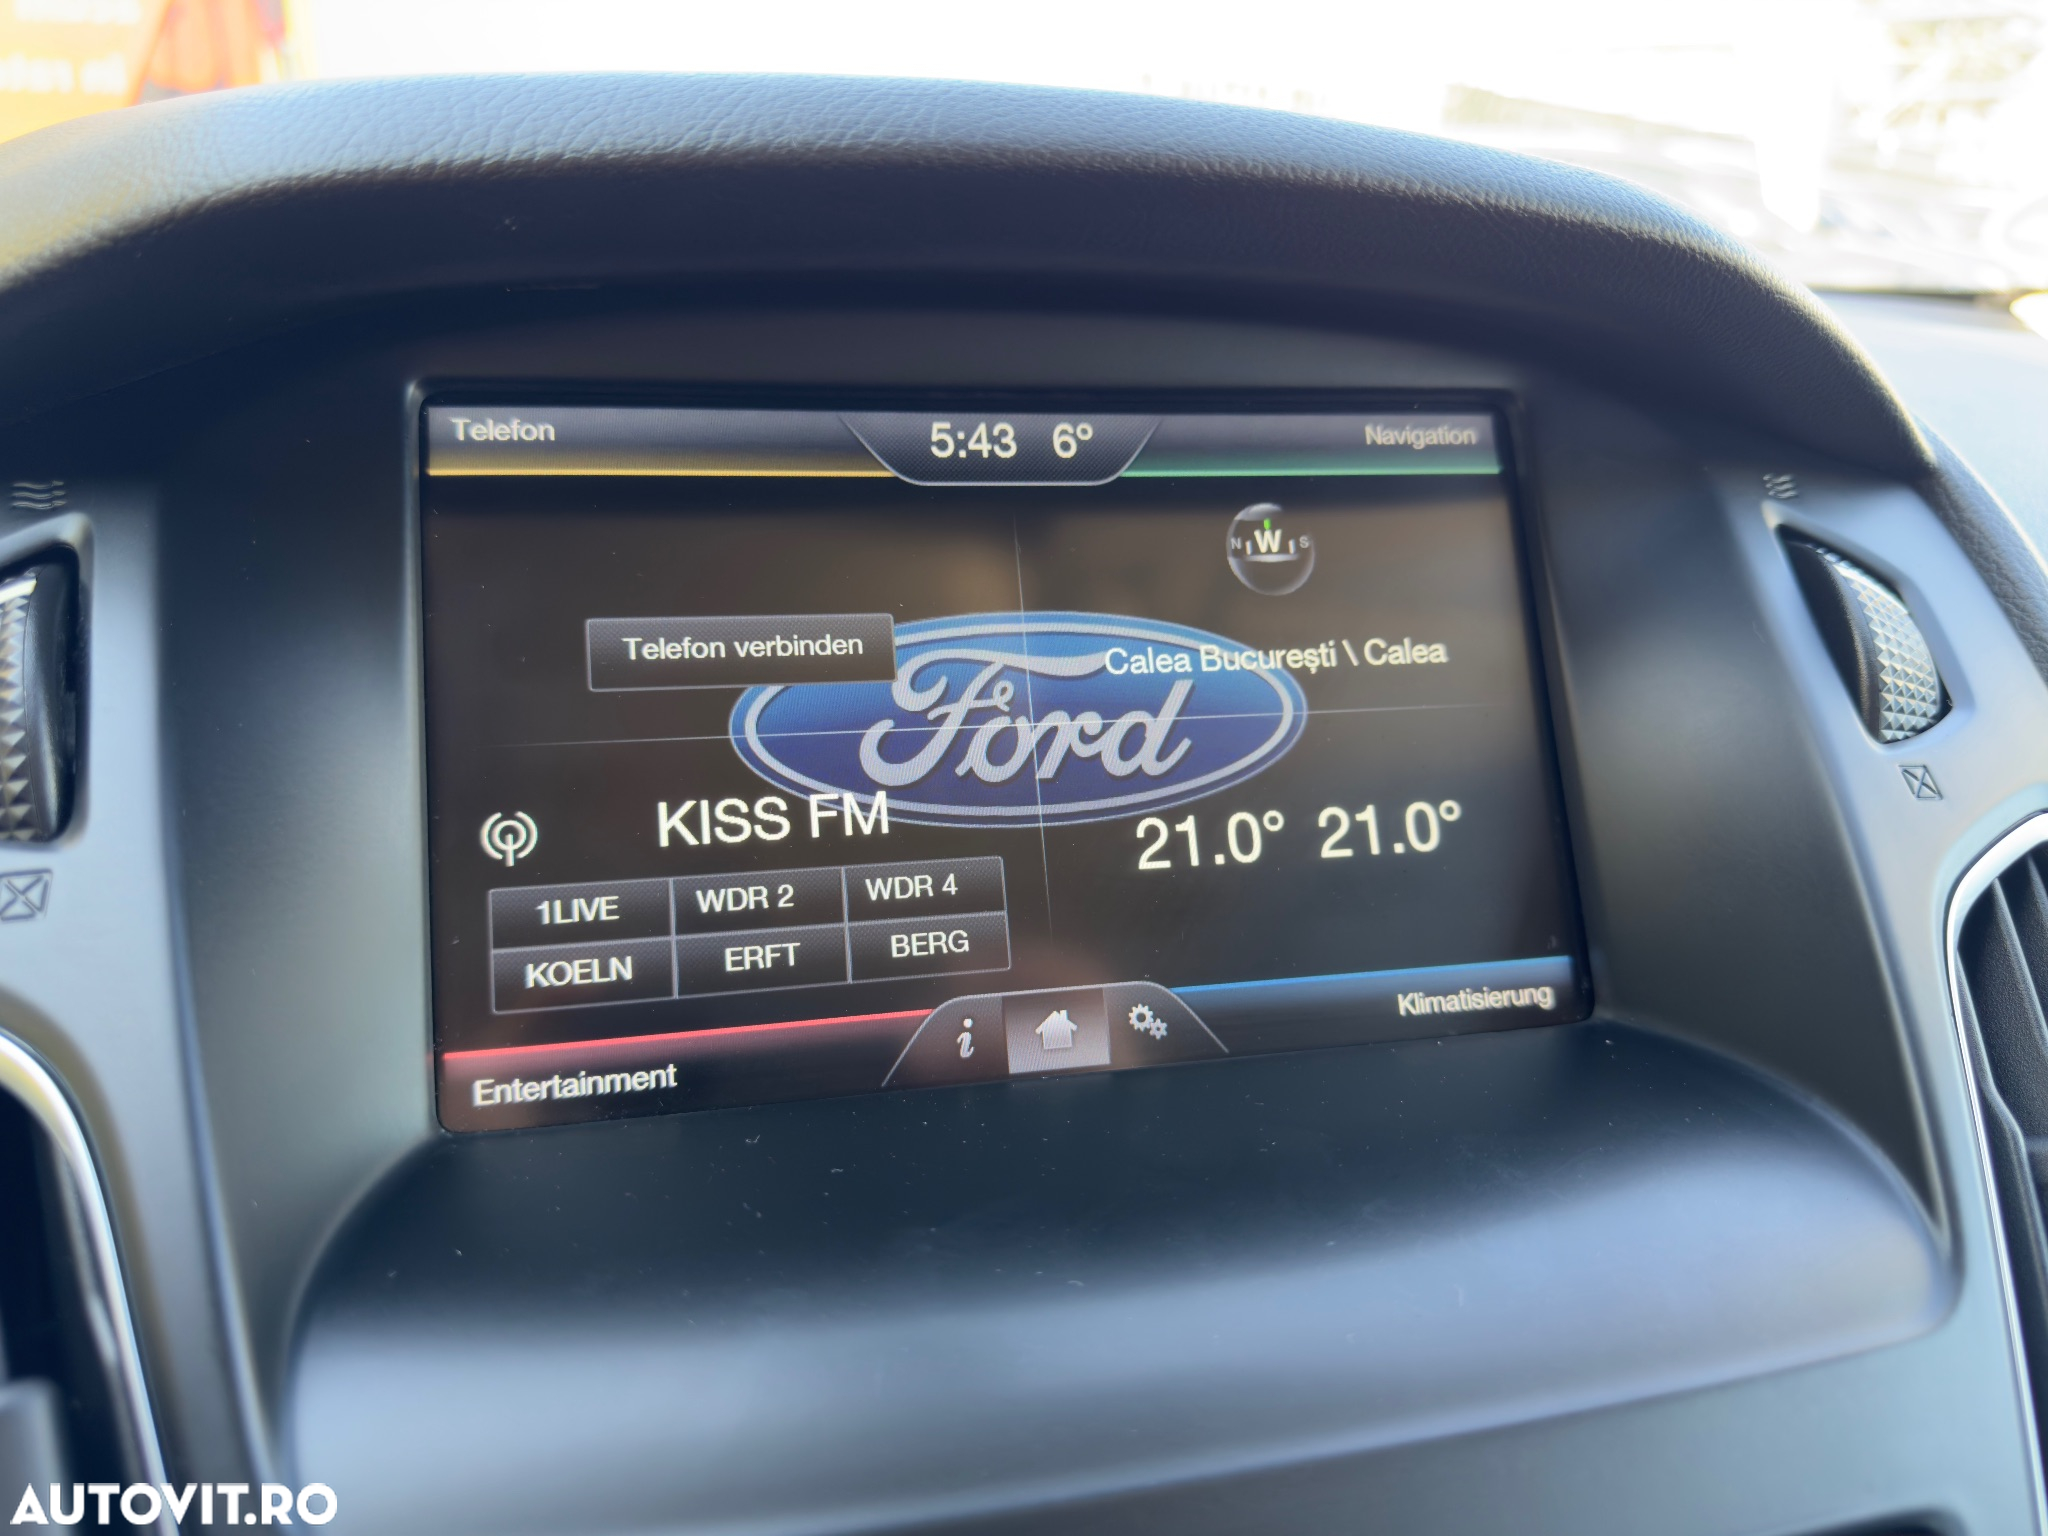 Telefon
5:43 6°
Navigation
N W S
Telefon verbinden
Calea București \ Calea
Ford
KISS FM
21.0° 21.0°
1LIVE WDR 2 WDR 4
KOELN ERFT BERG
i
Klimatisierung
Entertainment
AUTOVIT.RO